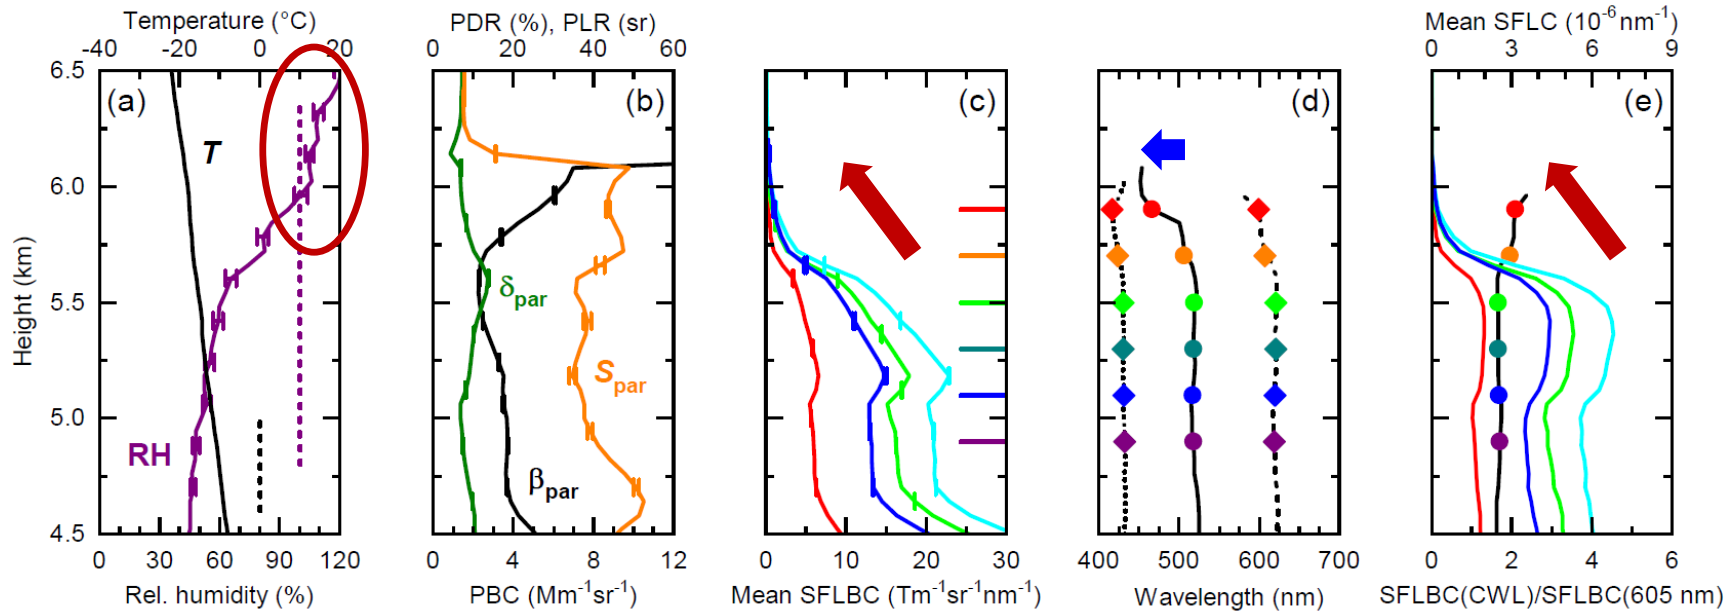 Temperature (°C)
-40 -20 0 20
PDR (%), PLR (sr)
0 20 40 60
Mean SFLC (10-6 nm-1)
0 3 6 9
Height (km)
6.5
6.0
5.5
5.0
4.5
(a)
T
RH
(b)
δpar
Spar
βpar
(c)
(d)
(e)
0 30 60 90 120
Rel. humidity (%)
0 4 8 12
PBC (Mm-1sr-1)
0 10 20 30
Mean SFLBC (Tm-1sr-1nm-1)
400 500 600 700
Wavelength (nm)
0 2 4 6
SFLBC(CWL)/SFLBC(605 nm)